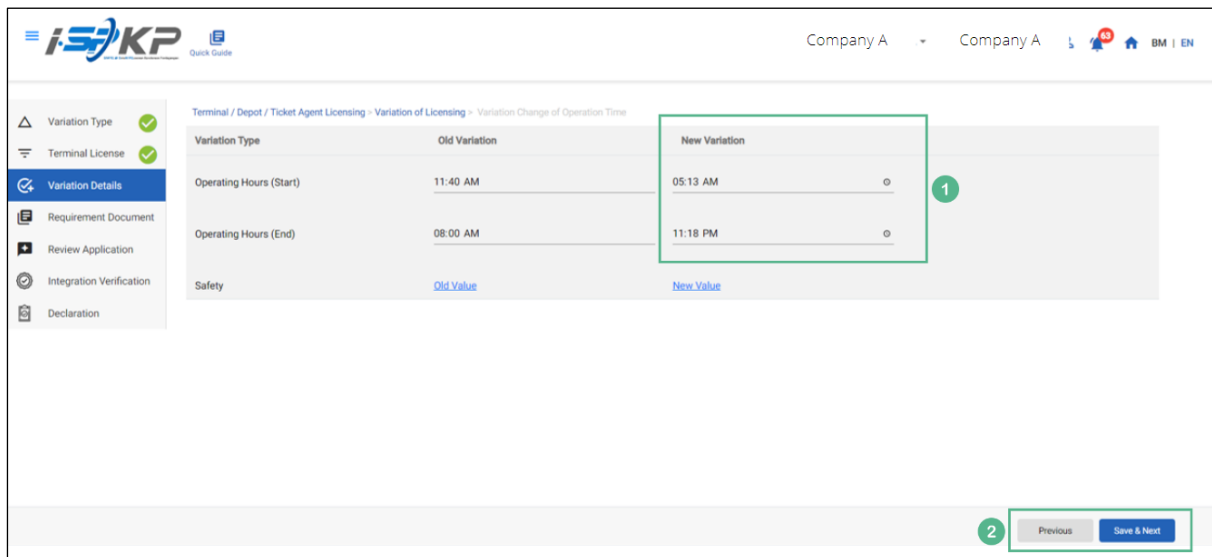 i-SPKP
Quick Guide
Company A
Company A
63
BM | EN
Variation Type
Terminal License
Variation Details
Requirement Document
Review Application
Integration Verification
Declaration
Terminal / Depot / Ticket Agent Licensing > Variation of Licensing > Variation Change of Operation Time
Variation Type Old Variation New Variation
Operating Hours (Start) 11:40 AM 05:13 AM
1
Operating Hours (End) 08:00 AM 11:18 PM
Safety Old Value New Value
2
Previous Save & Next